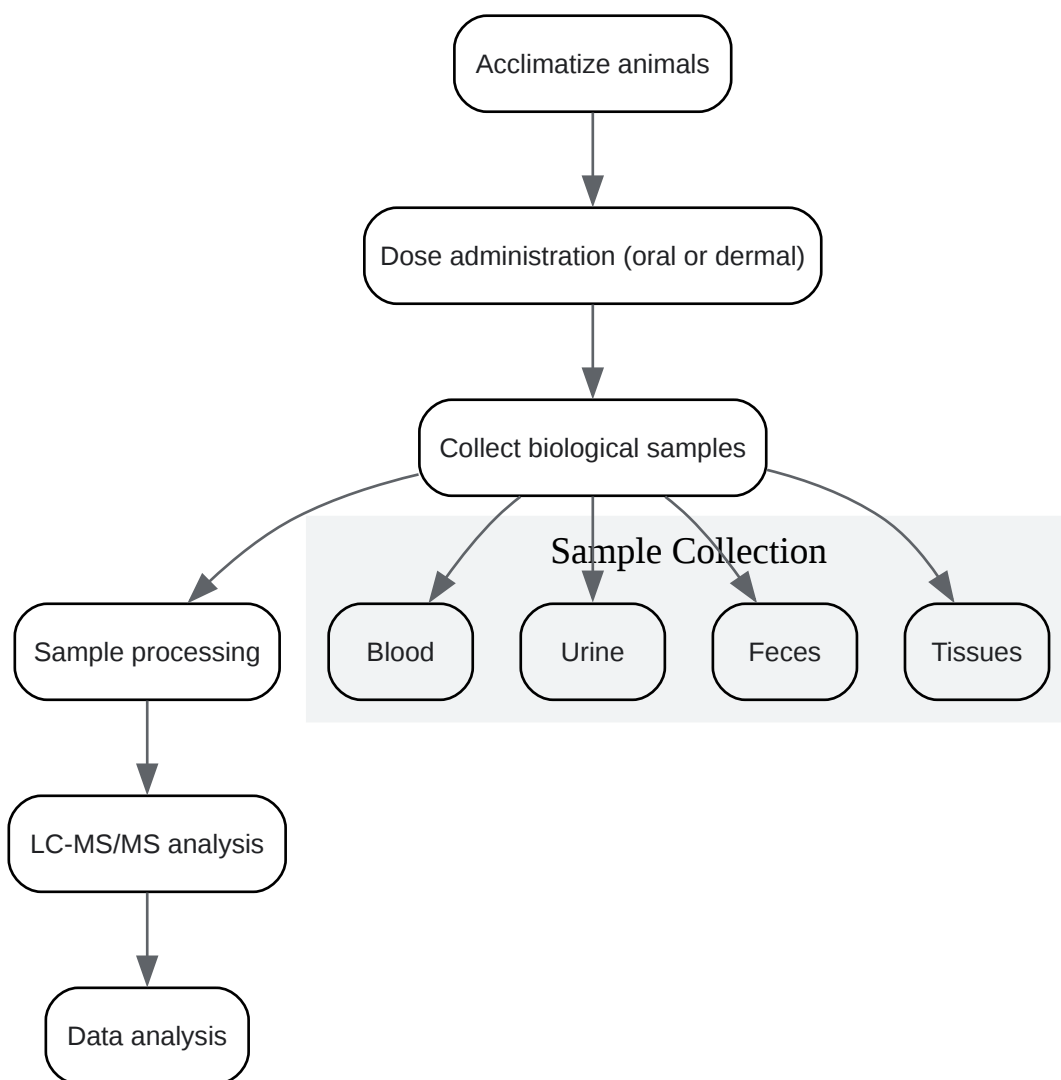 Acclimatize animals
Dose administration (oral or dermal)
Collect biological samples
Sample Collection
Sample processing
Blood
Urine
Feces
Tissues
LC-MS/MS analysis
Data analysis